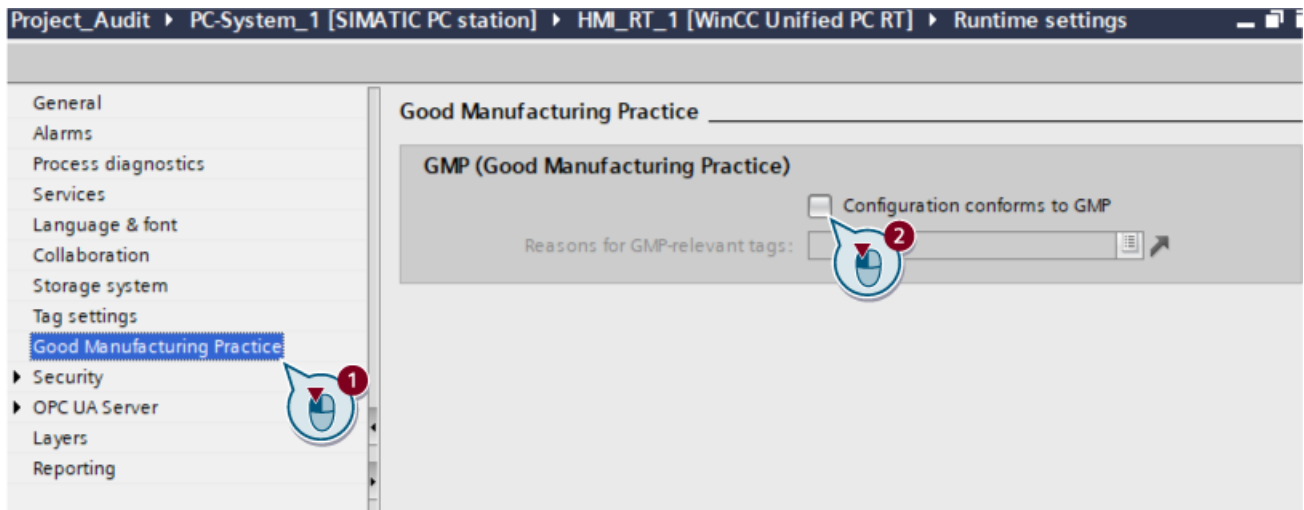 Project_Audit ▸ PC-System_1 [SIMATIC PC station] ▸ HMI_RT_1 [WinCC Unified PC RT] ▸ Runtime settings
General
Alarms
Process diagnostics
Services
Language & font
Collaboration
Storage system
Tag settings
Good Manufacturing Practice
Security
OPC UA Server
Layers
Reporting
1
Good Manufacturing Practice
GMP (Good Manufacturing Practice)
Configuration conforms to GMP
2
Reasons for GMP-relevant tags: